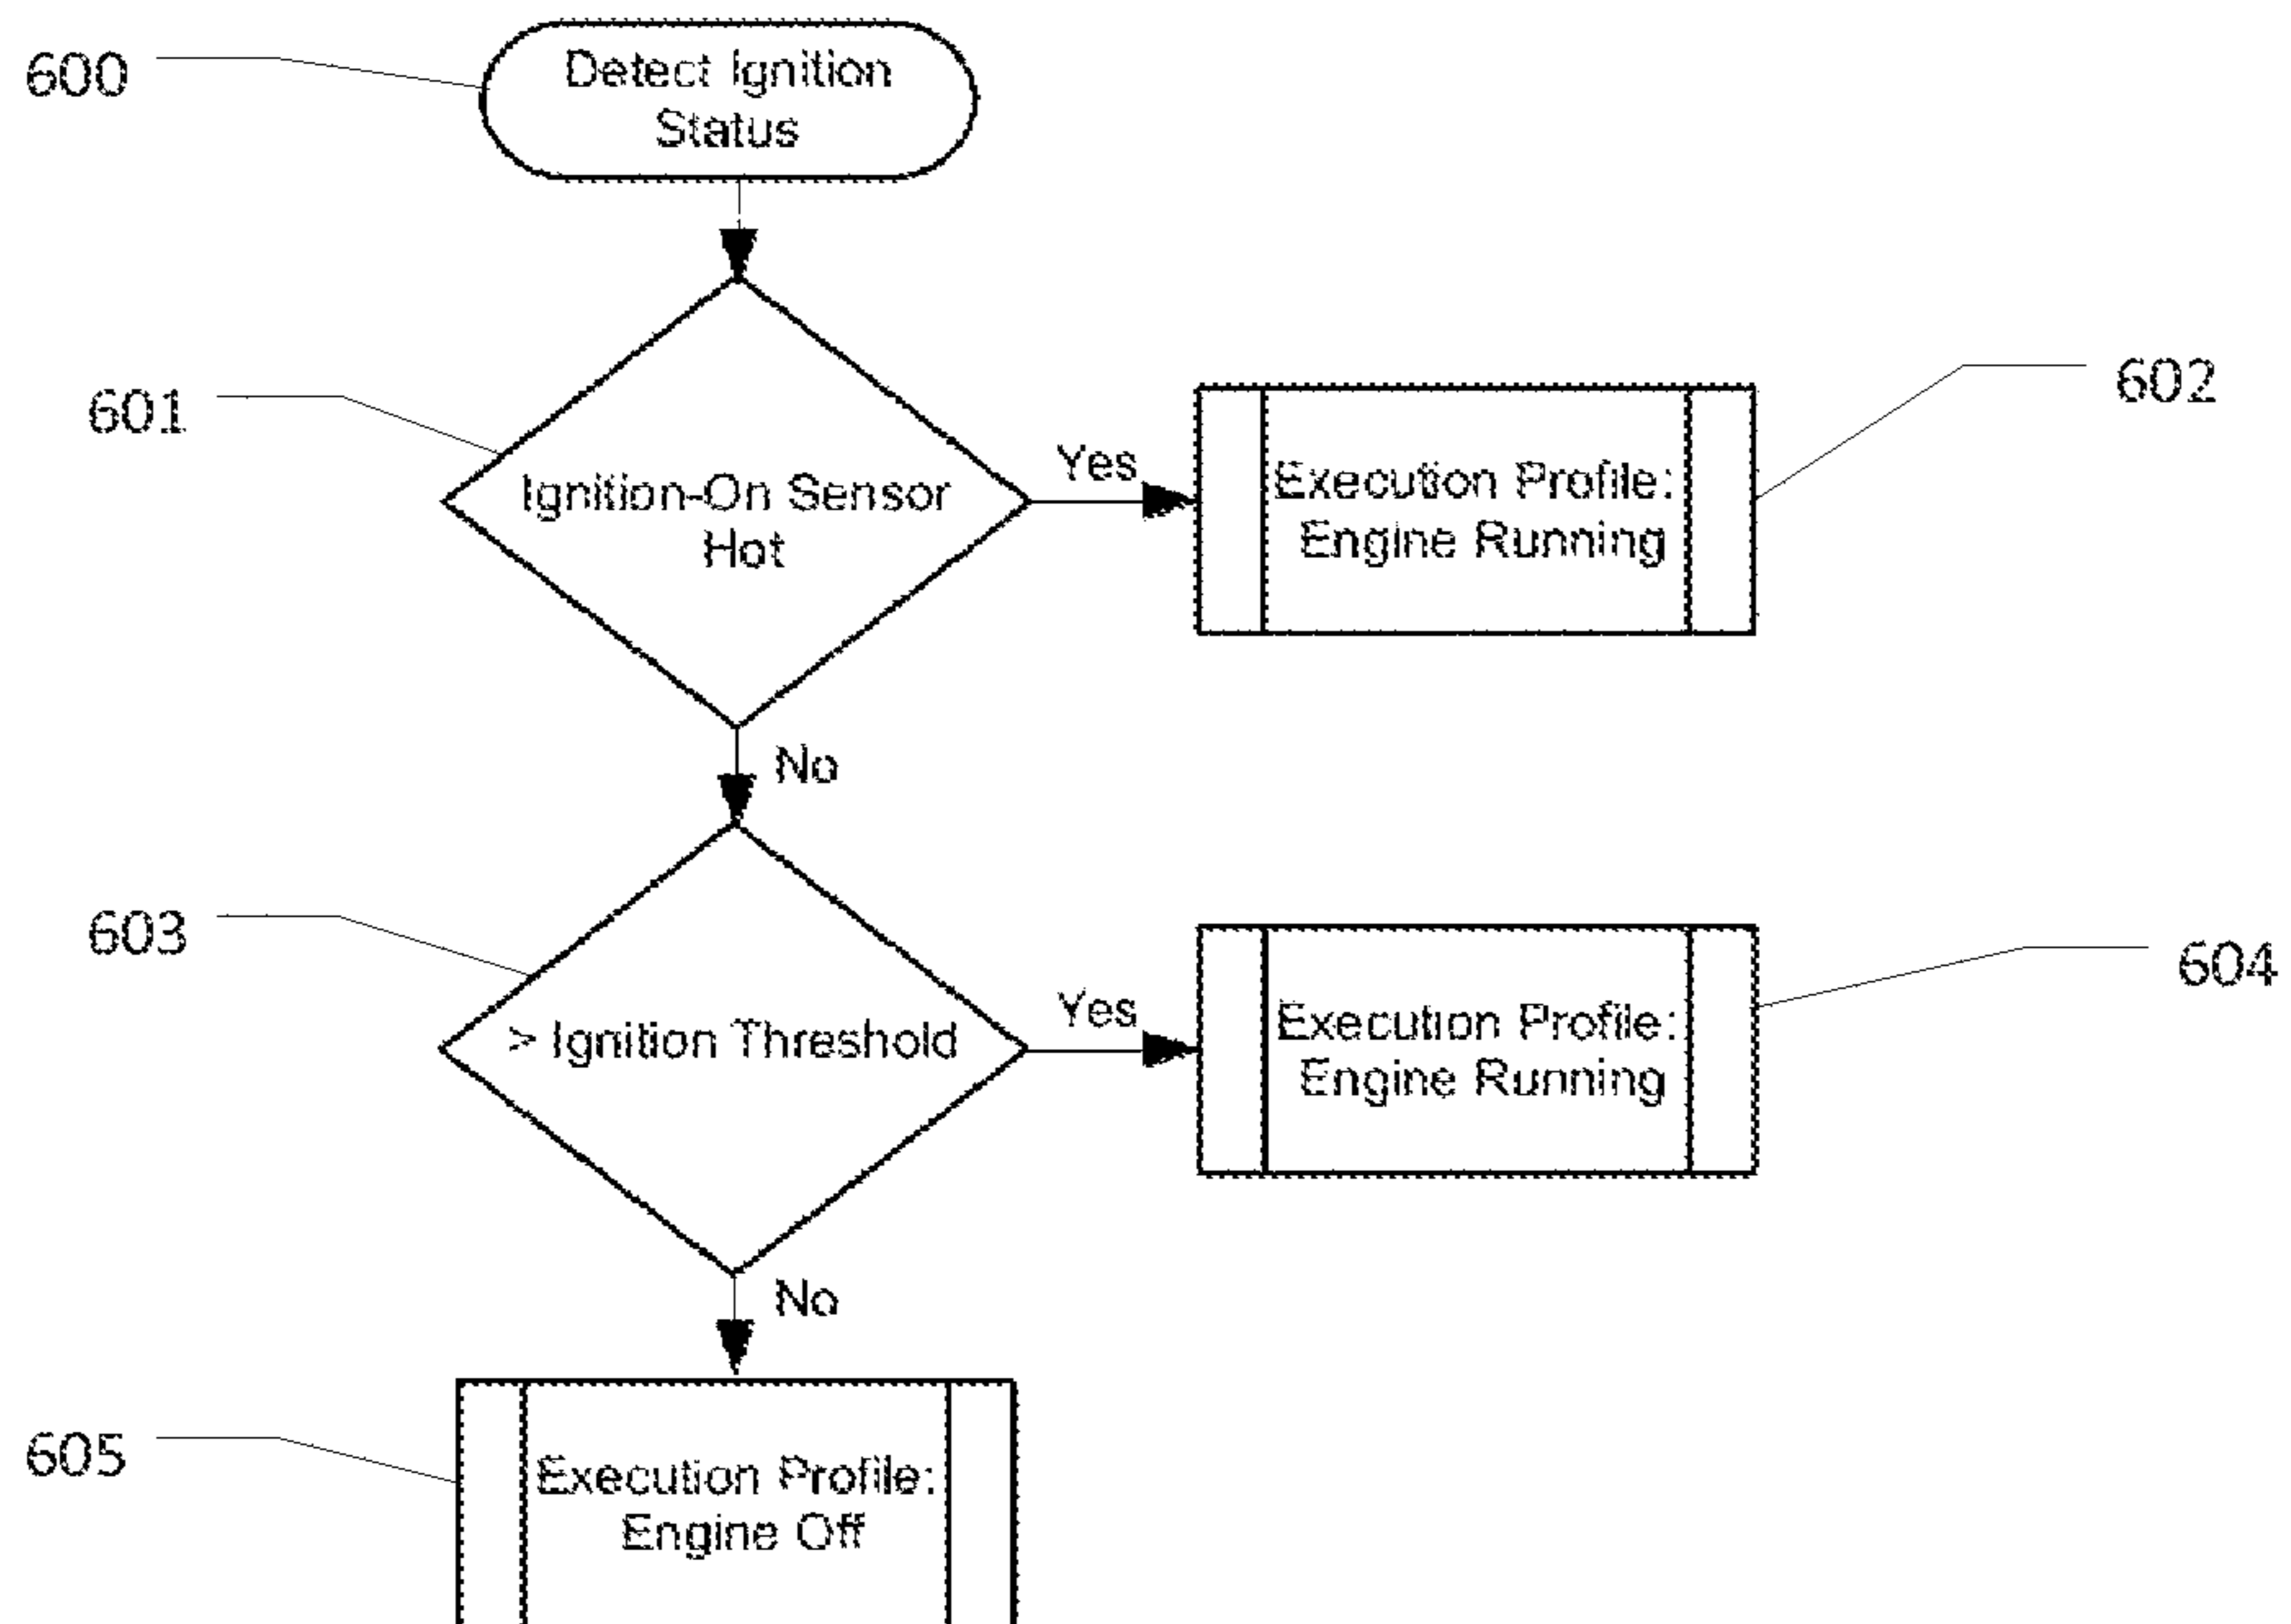 600
Detect Ignition
Status
601
Ignition-On Sensor
Hot
Yes
Execution Profile:
Engine Running
602
No
603
> Ignition Threshold
Yes
Execution Profile:
Engine Running
604
No
605
Execution Profile:
Engine Off